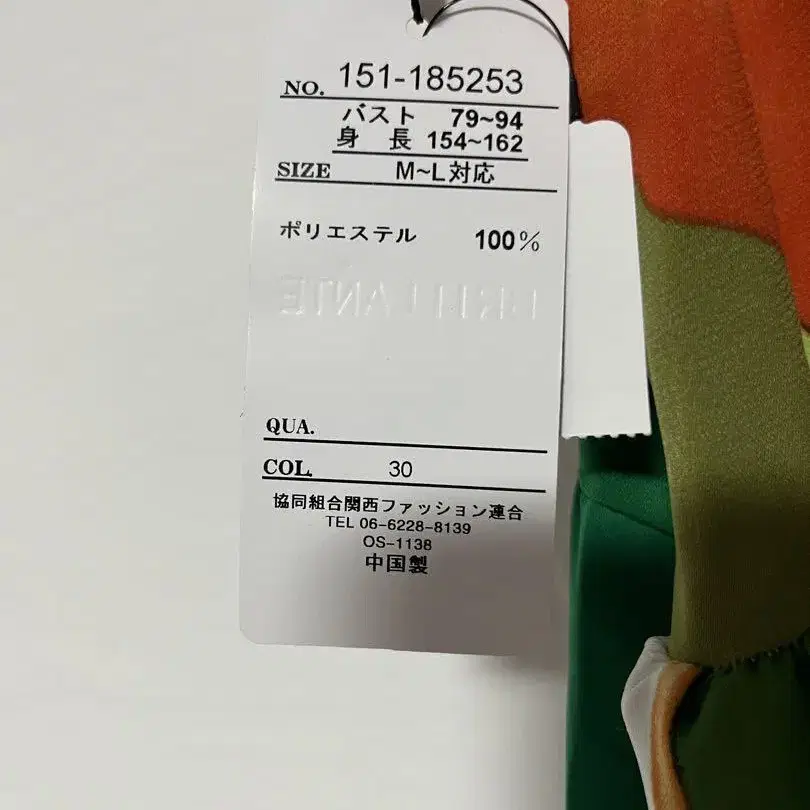 NO. 151-185253
バスト 79~94
身 長 154~162
SIZE M~L対応
ポリエステル 100%
QUA.
COL. 30
協同組合関西ファッション連合
TEL 06-6228-8139
OS-1138
中国製